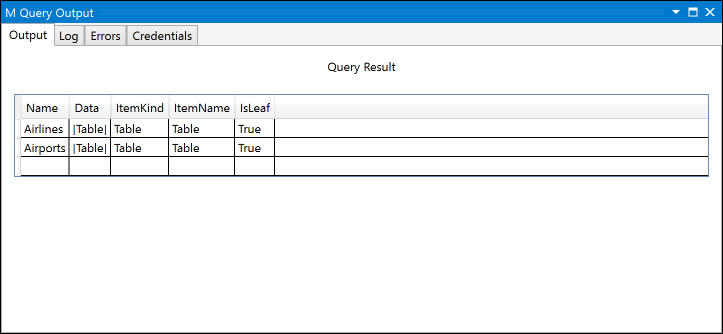 M Query Output
Output Log Errors Credentials
Query Result
Name Data ItemKind ItemName IsLeaf
Airlines |Table| Table Table True
Airports |Table| Table Table True